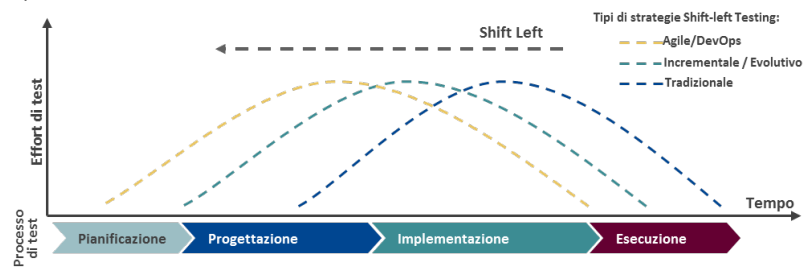 Tipi di strategie Shift-left Testing:
Shift Left
Agile/DevOps
Incrementale / Evolutivo
Tradizionale
Effort di test
Tempo
Processo
di test
Pianificazione
Progettazione
Implementazione
Esecuzione